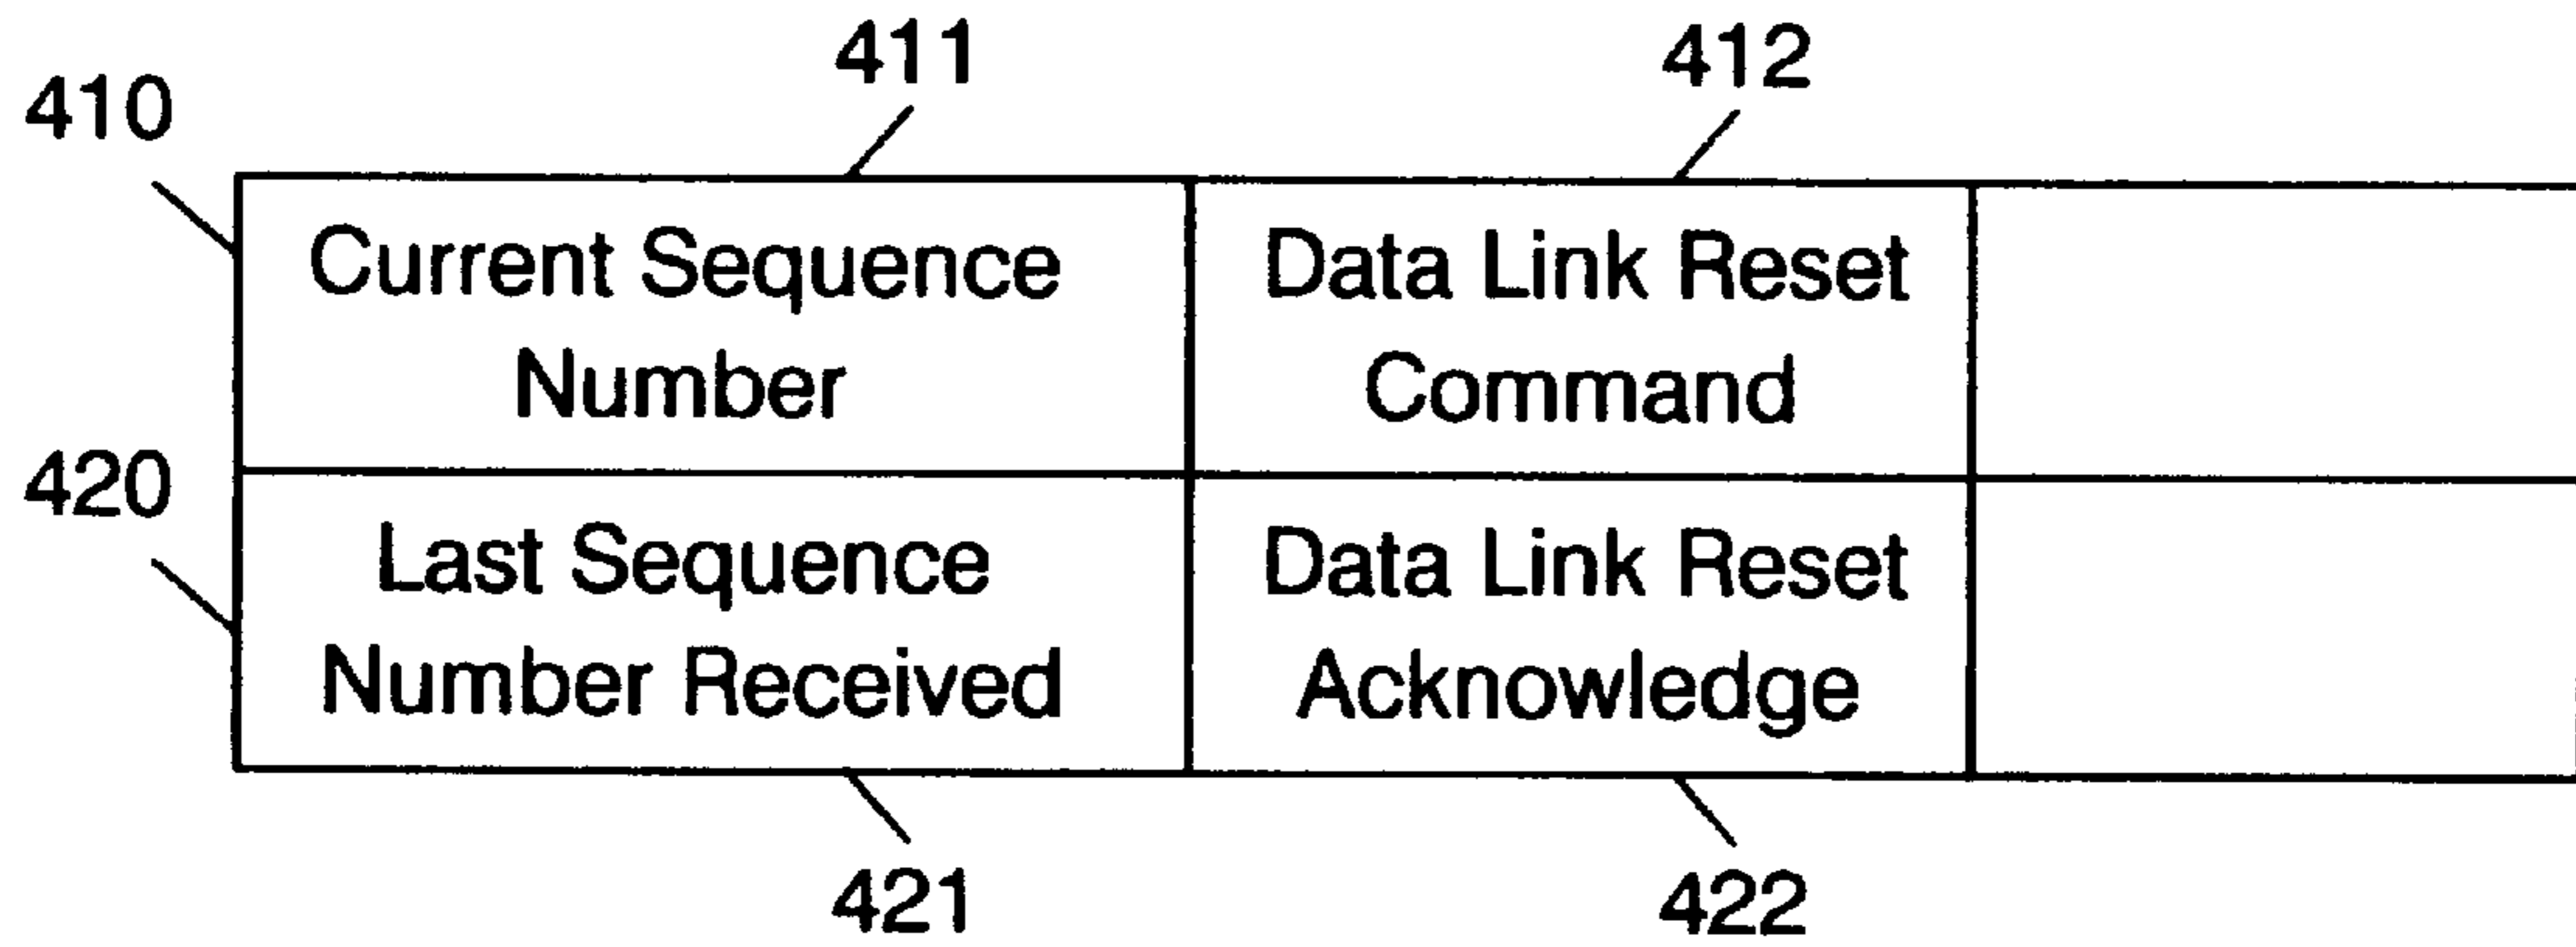 411
412
410
Current Sequence
Number
Data Link Reset
Command
420
Last Sequence
Number Received
Data Link Reset
Acknowledge
421
422